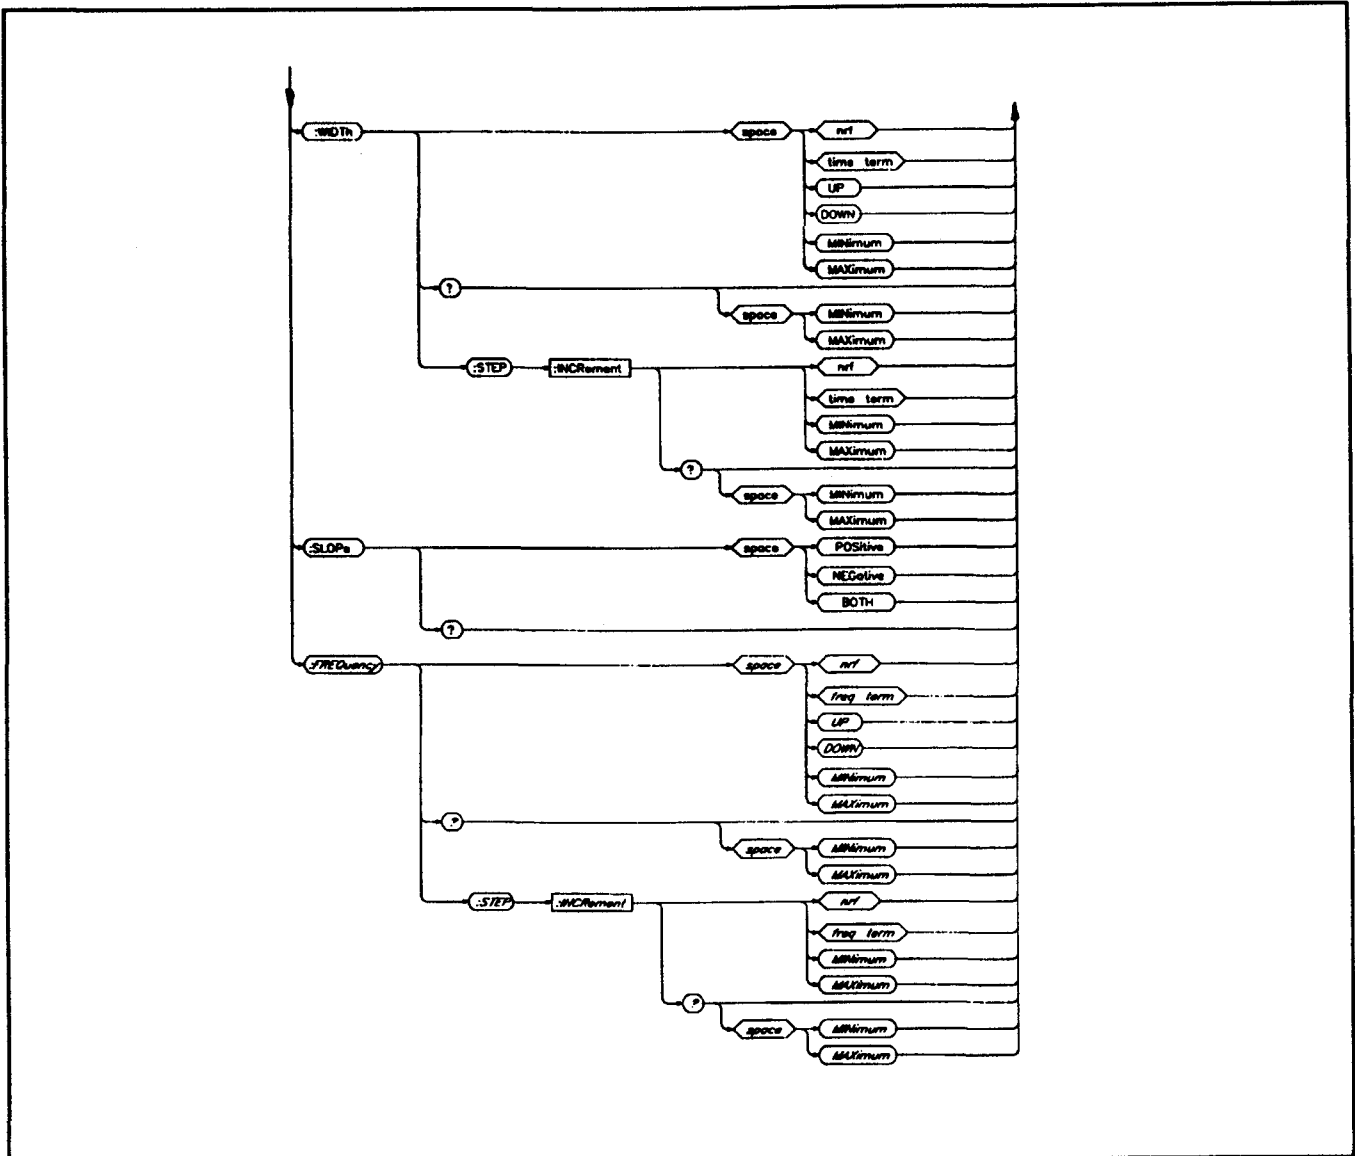 :WIDTh space nrf
time term
UP
DOWN
MINimum
MAXimum
?
space MINimum
MAXimum
:STEP :INCRement nrf
time term
MINimum
MAXimum
?
space MINimum
MAXimum
:SLOPe space POSitive
NEGative
BOTH
?
:FREQuency space nrf
freq term
UP
DOWN
MINimum
MAXimum
?
space MINimum
MAXimum
:STEP :INCRement nrf
freq term
MINimum
MAXimum
?
space MINimum
MAXimum